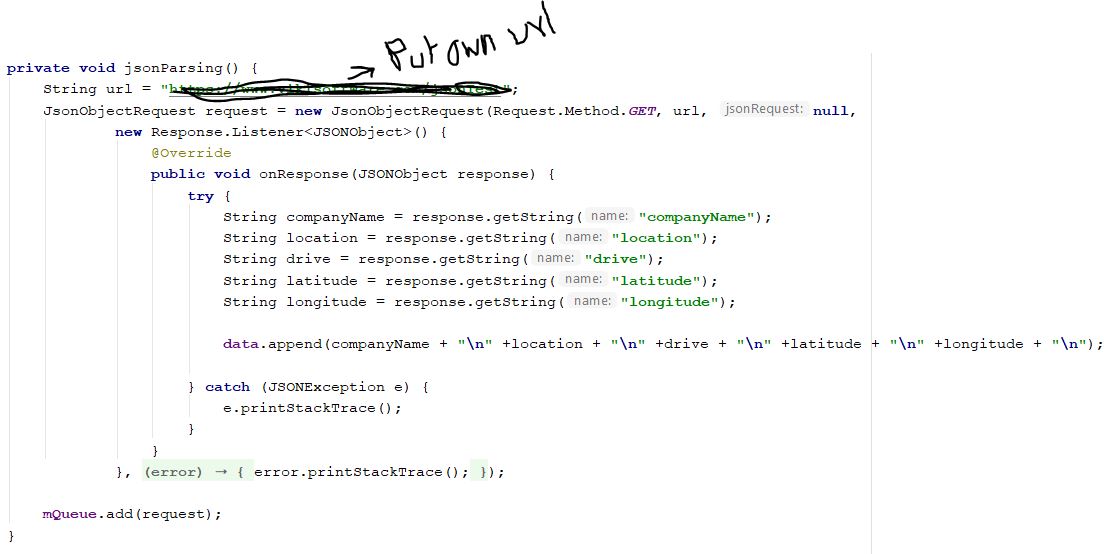 Put own url
private void jsonParsing() {
String url = "https://www.";
JsonObjectRequest request = new JsonObjectRequest(Request.Method.GET, url, jsonRequest: null,
new Response.Listener<JSONObject>() {
@Override
public void onResponse(JSONObject response) {
try {
String companyName = response.getString( name: "companyName");
String location = response.getString( name: "location");
String drive = response.getString( name: "drive");
String latitude = response.getString( name: "latitude");
String longitude = response.getString( name: "longitude");
data.append(companyName + "\n" +location + "\n" +drive + "\n" +latitude + "\n" +longitude + "\n");
} catch (JSONException e) {
e.printStackTrace();
}
}
}, (error) → { error.printStackTrace(); });
mQueue.add(request);
}